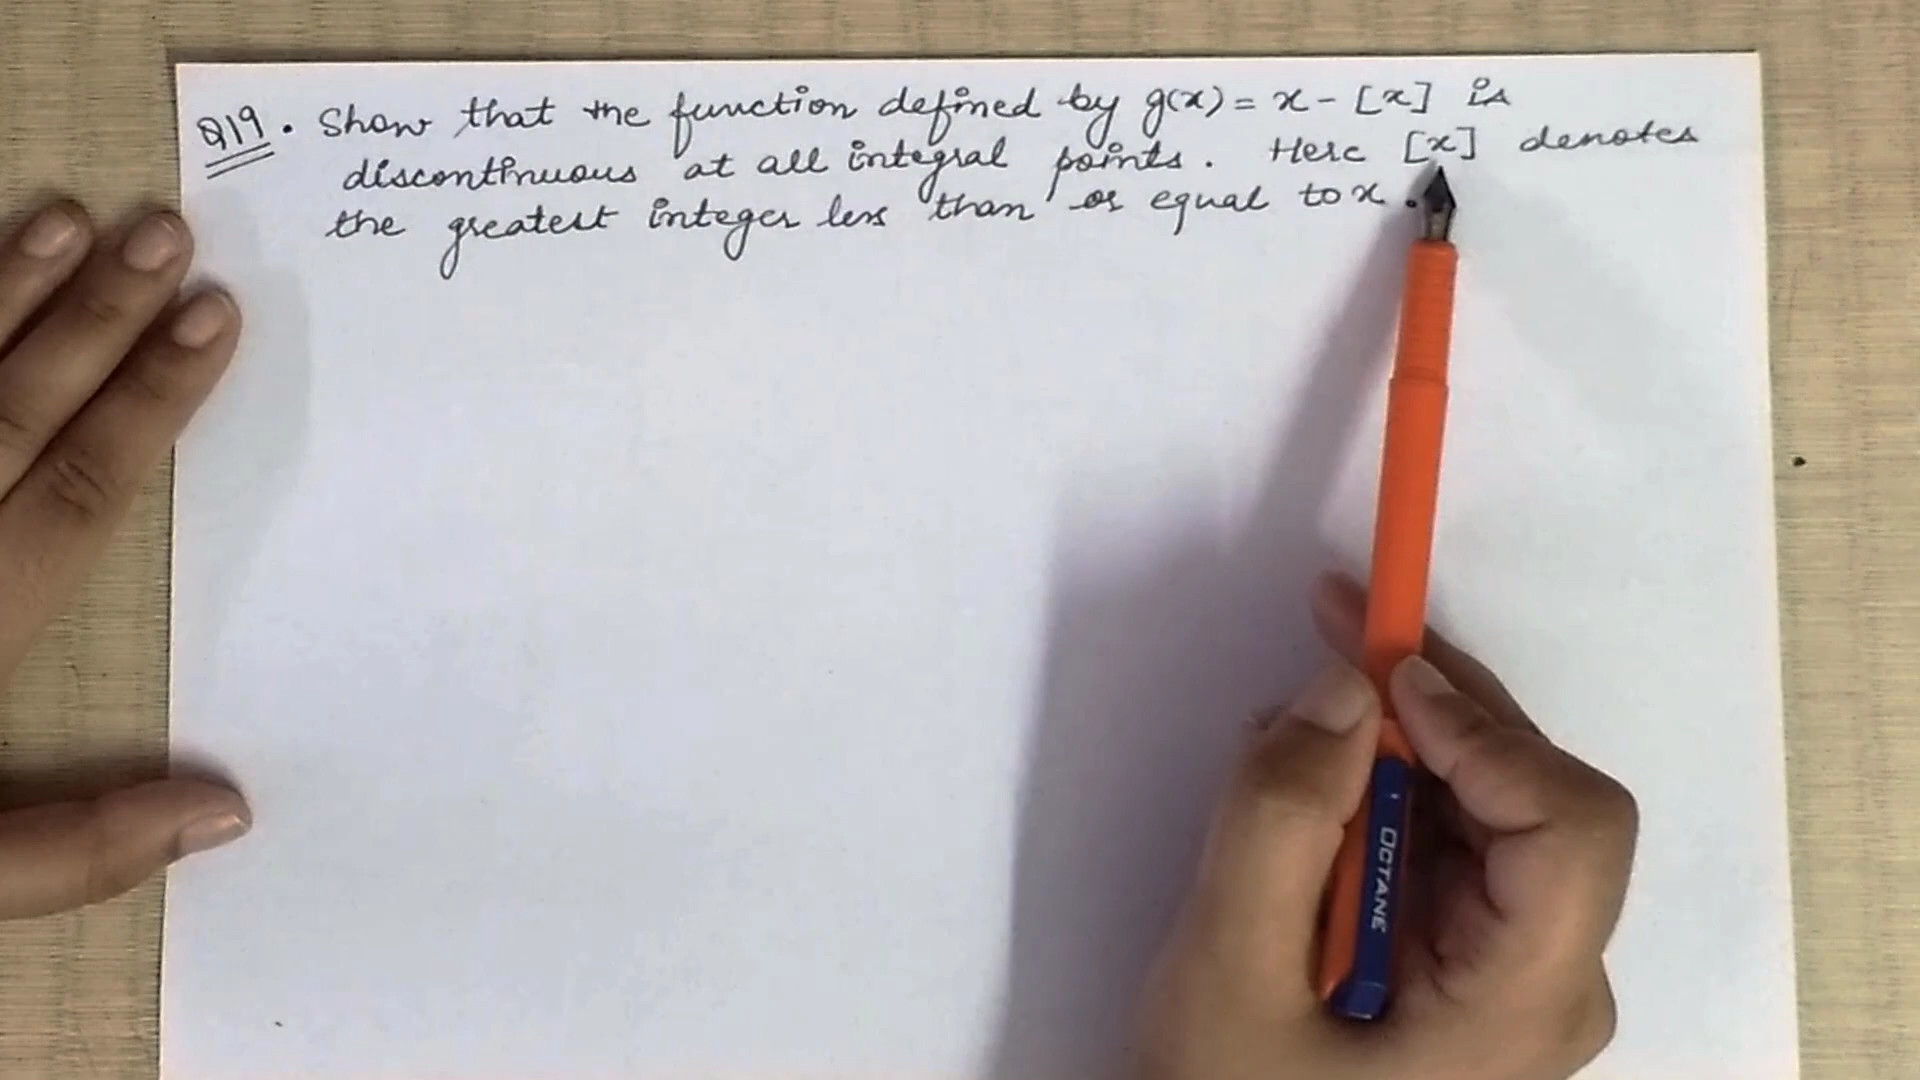 Q19. Show that the function defined by g(x) = x - [x] is
discontinuous at all integral points. Here [x] denotes
the greatest integer less than or equal to x.
OCTANE